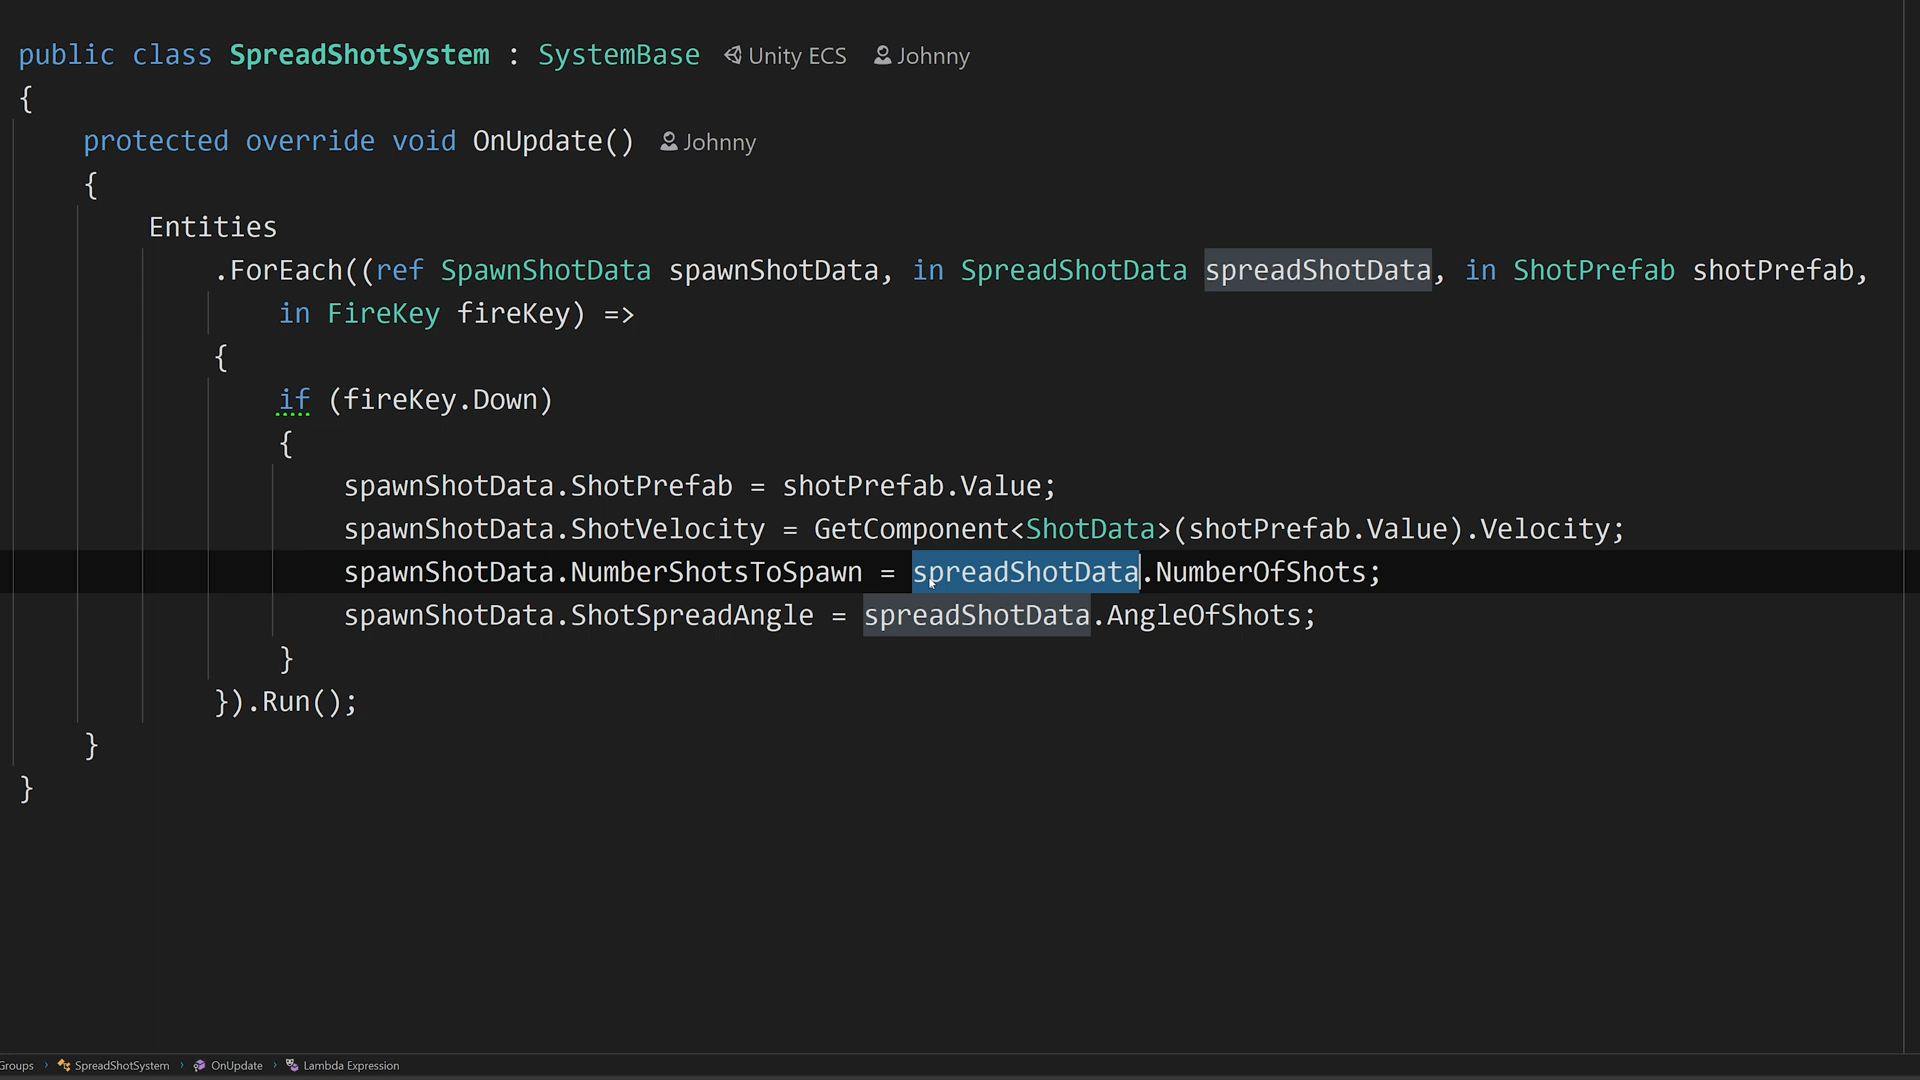 public class SpreadShotSystem : SystemBase Unity ECS Johnny
{
protected override void OnUpdate() Johnny
{
Entities
.ForEach((ref SpawnShotData spawnShotData, in SpreadShotData spreadShotData, in ShotPrefab shotPrefab,
in FireKey fireKey) =>
{
if (fireKey.Down)
{
spawnShotData.ShotPrefab = shotPrefab.Value;
spawnShotData.ShotVelocity = GetComponent<ShotData>(shotPrefab.Value).Velocity;
spawnShotData.NumberShotsToSpawn = spreadShotData.NumberOfShots;
spawnShotData.ShotSpreadAngle = spreadShotData.AngleOfShots;
}
}).Run();
}
}
Groups › SpreadShotSystem › OnUpdate › Lambda Expression